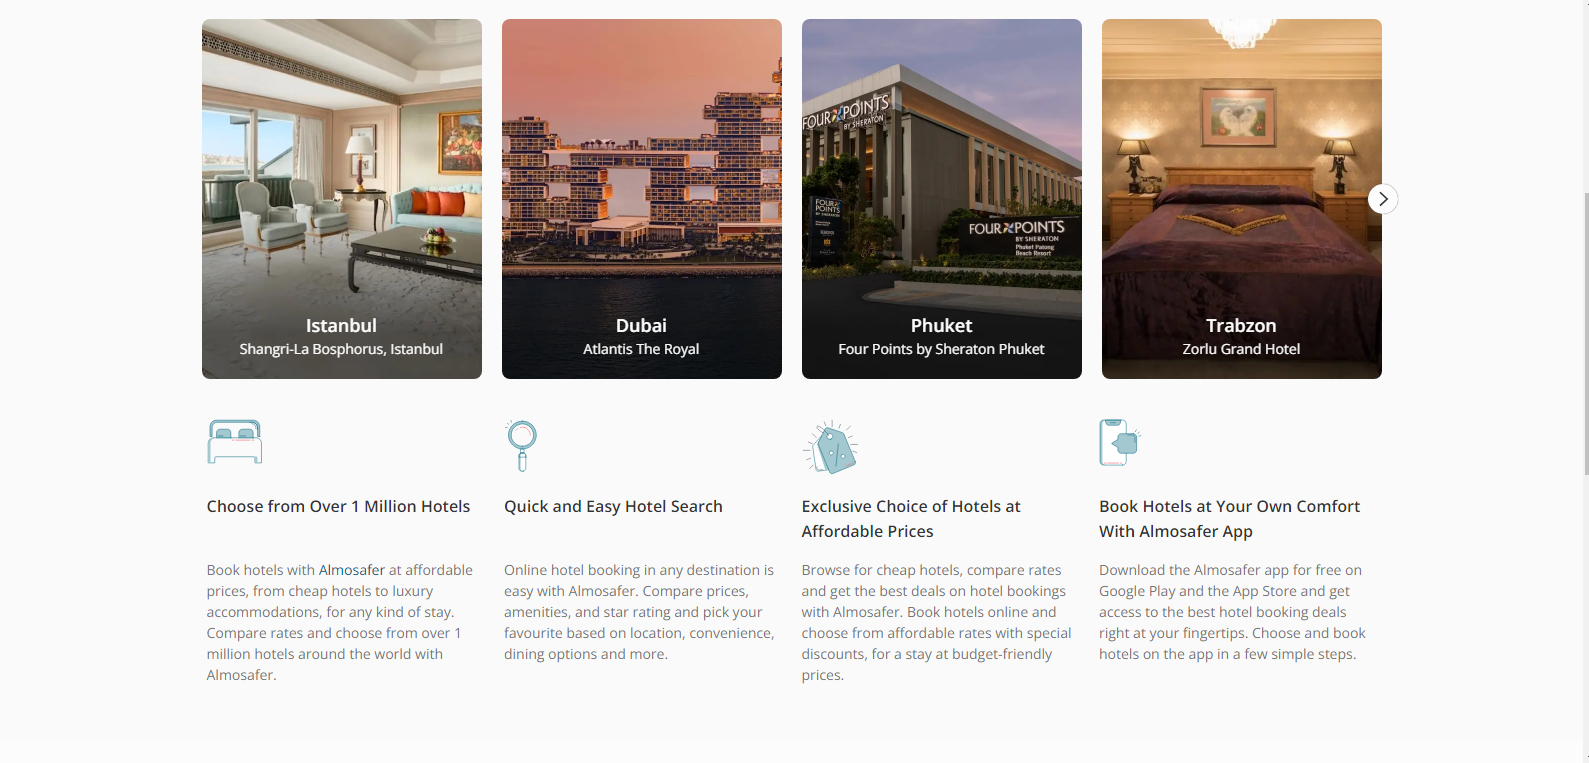 FOUR POINTS
BY SHERATON
FOUR
POINTS
BY SHERATON
FOUR POINTS
BY SHERATON
Phuket Patong
Beach Resort
Istanbul
Shangri-La Bosphorus, Istanbul
Dubai
Atlantis The Royal
Phuket
Four Points by Sheraton Phuket
Trabzon
Zorlu Grand Hotel
Choose from Over 1 Million Hotels
Book hotels with Almosafer at affordable
prices, from cheap hotels to luxury
accommodations, for any kind of stay.
Compare rates and choose from over 1
million hotels around the world with
Almosafer.
Quick and Easy Hotel Search
Online hotel booking in any destination is
easy with Almosafer. Compare prices,
amenities, and star rating and pick your
favourite based on location, convenience,
dining options and more.
Exclusive Choice of Hotels at
Affordable Prices
Browse for cheap hotels, compare rates
and get the best deals on hotel bookings
with Almosafer. Book hotels online and
choose from affordable rates with special
discounts, for a stay at budget-friendly
prices.
Book Hotels at Your Own Comfort
With Almosafer App
Download the Almosafer app for free on
Google Play and the App Store and get
access to the best hotel booking deals
right at your fingertips. Choose and book
hotels on the app in a few simple steps.